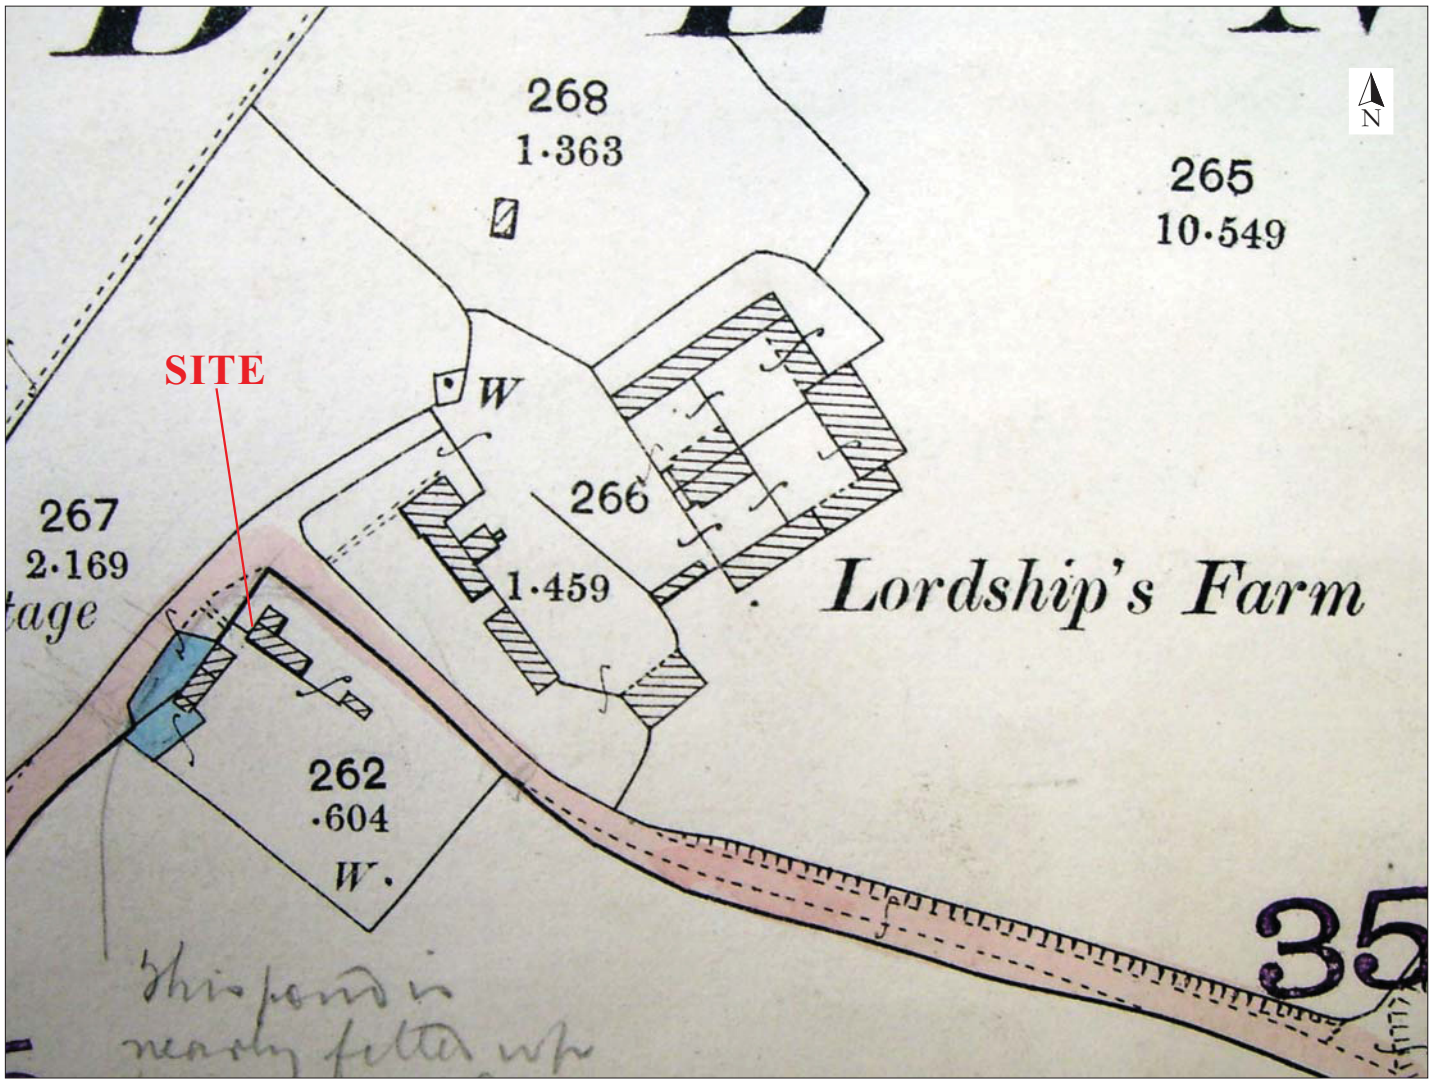 D E N
268
1·363
N
265
10·549
SITE
W
266
267
2·169
1·459
tage
Lordship's Farm
262
·604
W.
35
This pond is
nearly filled up